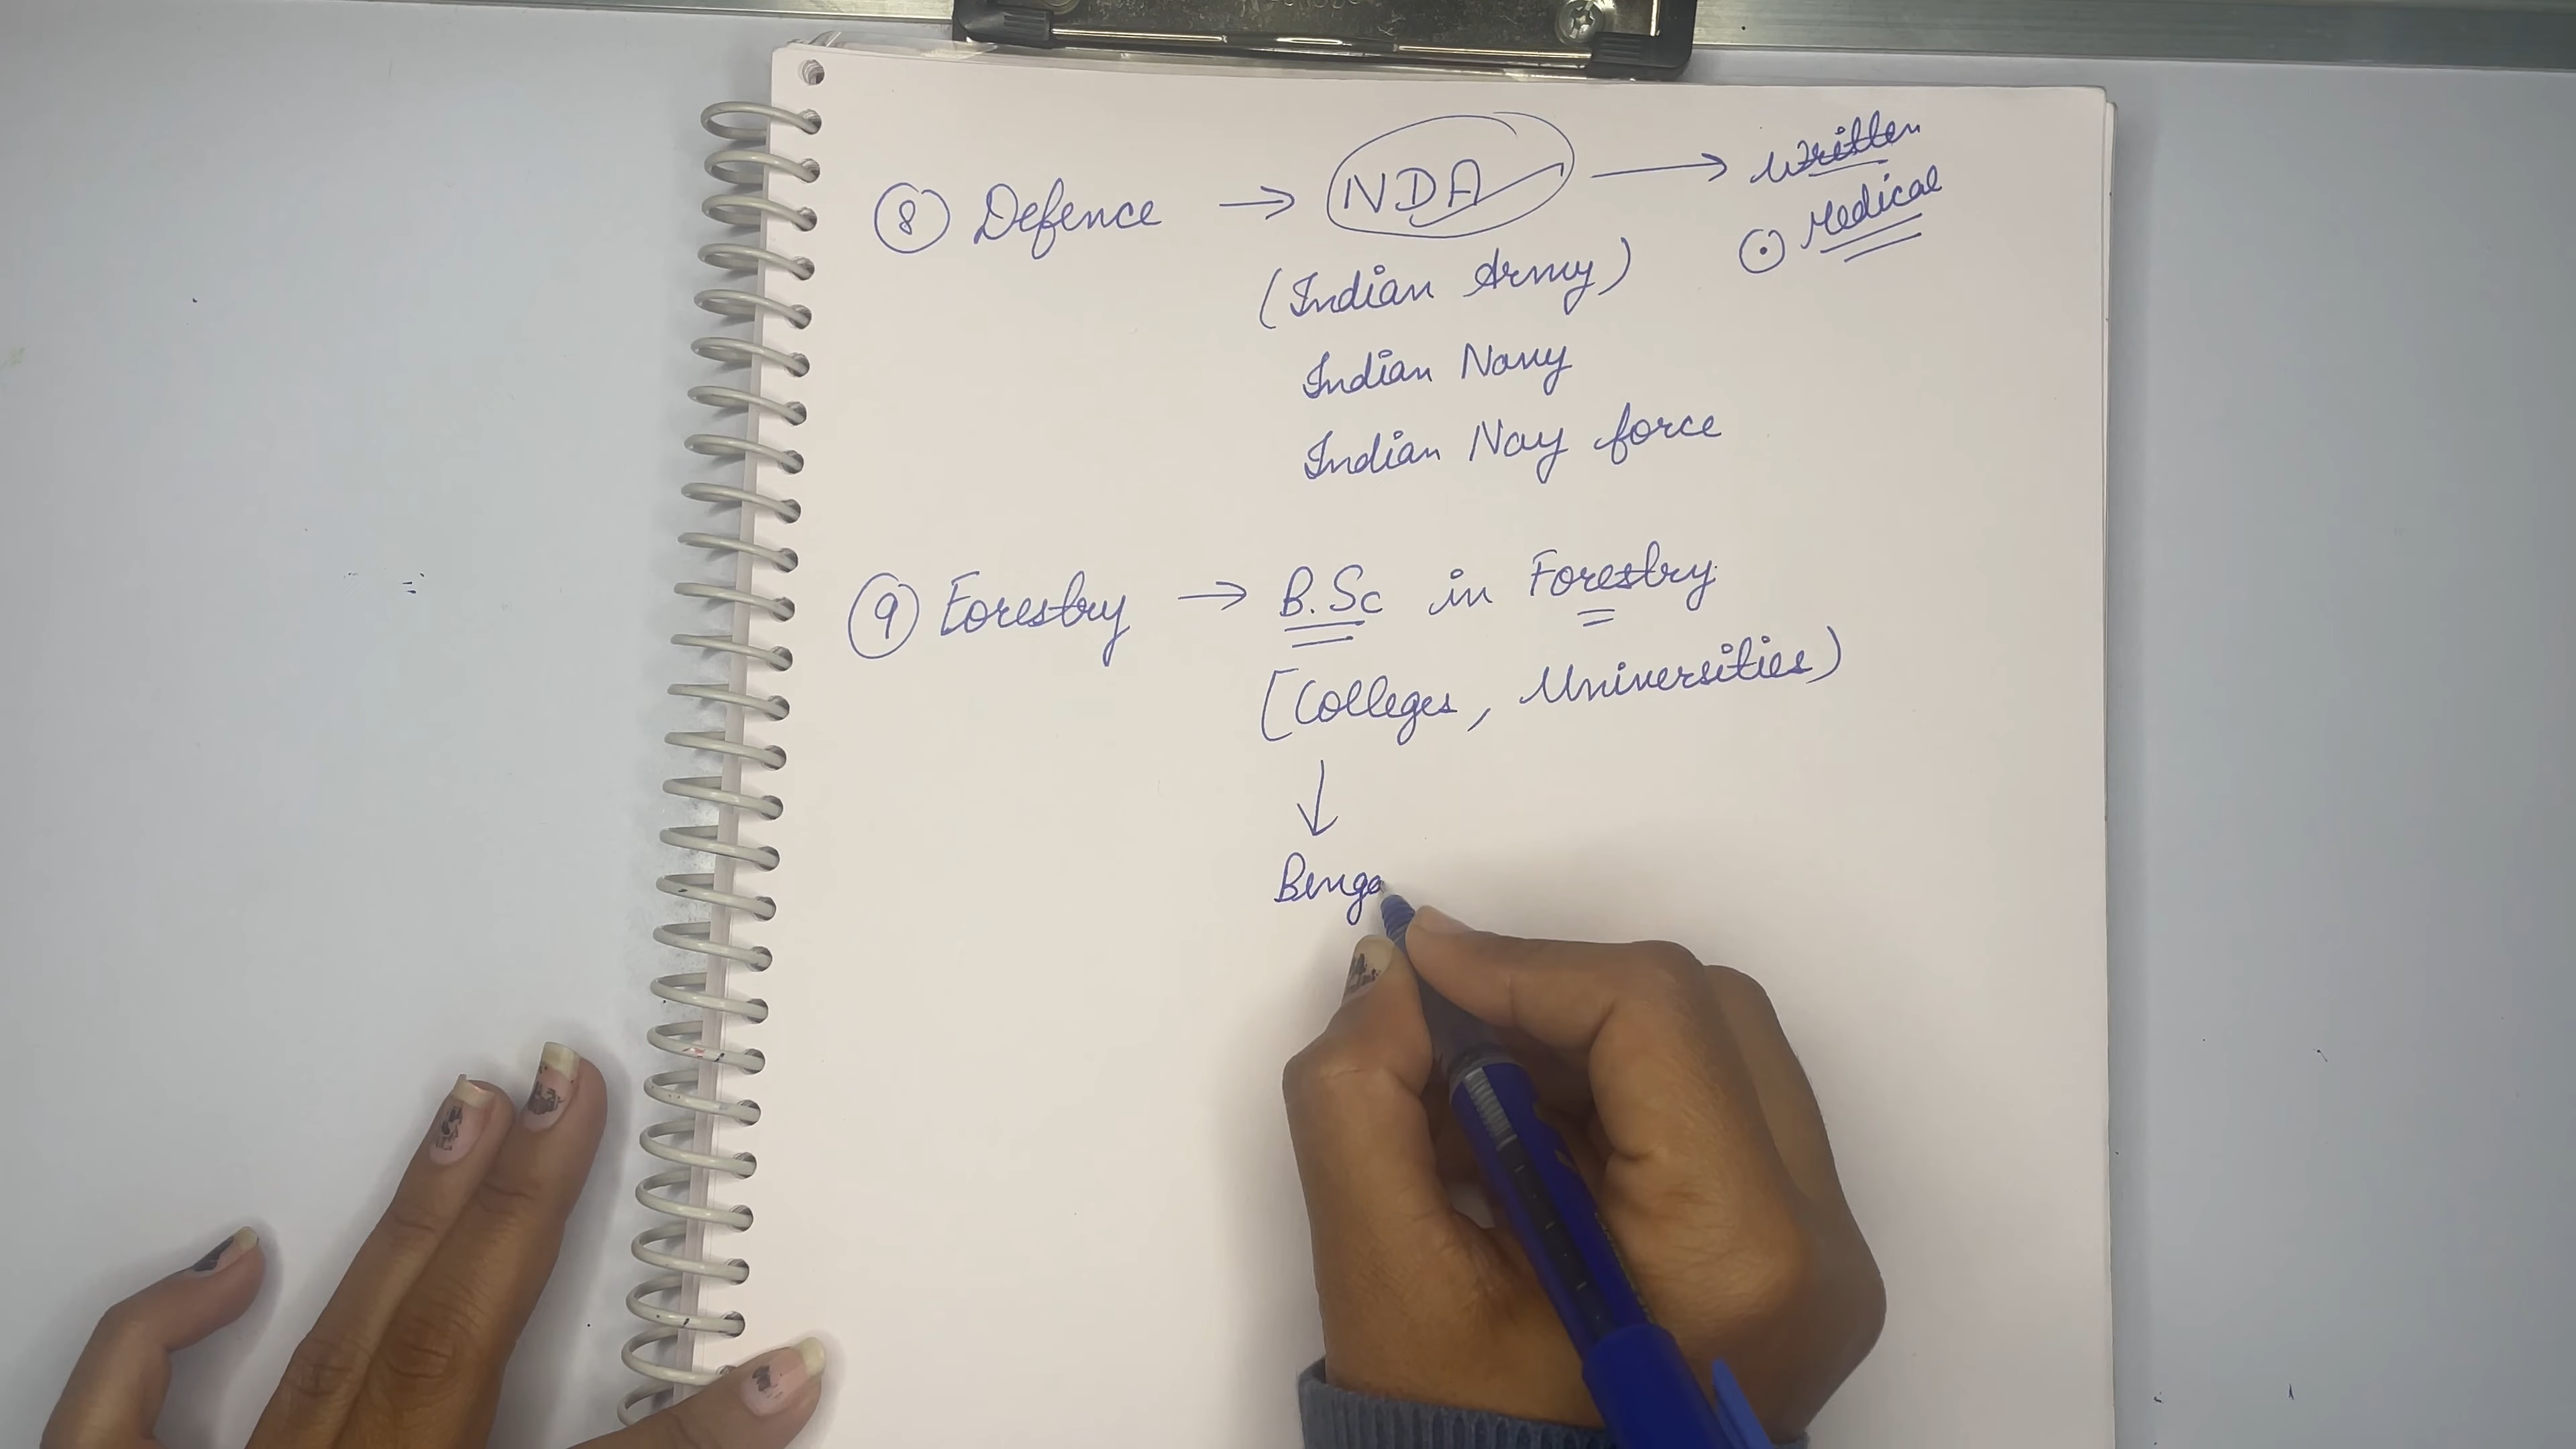 ⑧ Defence → NDA → Written
⊙ Medical
(Indian Army)
Indian Navy
Indian Nay force
⑨ Forestry → B.Sc in Forestry
[Colleges, Universities)
↓
Benga